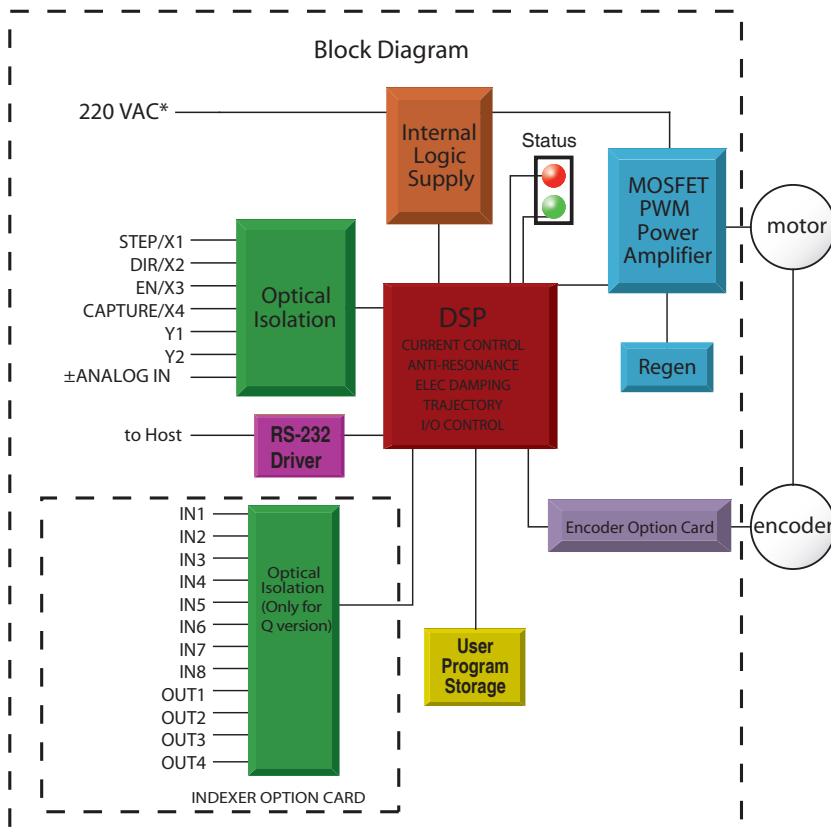 Block Diagram
220 VAC*
Internal
Logic
Supply
Status
MOSFET
PWM
Power
Amplifier
motor
STEP/X1
DIR/X2
EN/X3
CAPTURE/X4
Y1
Y2
±ANALOG IN
Optical
Isolation
DSP
CURRENT CONTROL
ANTI-RESONANCE
ELEC DAMPING
TRAJECTORY
I/O CONTROL
Regen
to Host
RS-232
Driver
Encoder Option Card
encoder
IN1
IN2
IN3
IN4
IN5
IN6
IN7
IN8
OUT1
OUT2
OUT3
OUT4
Optical
Isolation
(Only for
Q version)
User
Program
Storage
INDEXER OPTION CARD